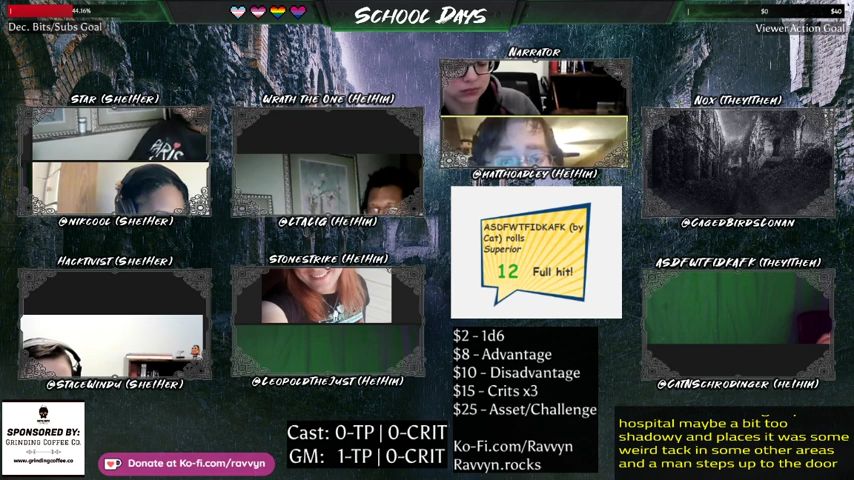 44.16%
Dec. Bits/Subs Goal
School Days
$0
$40
Viewer Action Goal
Narrator
@matthoadley (He|Him)
Star (She|Her)
@nikcool (She|Her)
Wrath the One (He|Him)
@LTALIG (He|Him)
PARIS
Nox (They|Them)
@CagedBirdsConan
Hacktivist (She|Her)
@StaceWindu (She|Her)
Stonestrike (He|Him)
@LeopoldTheJust (He|Him)
ASDFWTFIDKAFK (by
Cat) rolls
Superior
12 Full hit!
ASDFWTFIDKAFK (They|Them)
@CatNSchrodinger (He|Him)
$2 - 1d6
$8 - Advantage
$10 - Disadvantage
$15 - Crits x3
$25 - Asset/Challenge
Ko-Fi.com/Ravvyn
Ravvyn.rocks
SPONSORED BY:
GRINDING COFFEE CO.
www.grindingcoffee.co
Donate at Ko-fi.com/ravvyn
Cast: 0-TP | 0-CRIT
GM: 1-TP | 0-CRIT
hospital maybe a bit too
shadowy and places it was some
weird tack in some other areas
and a man steps up to the door